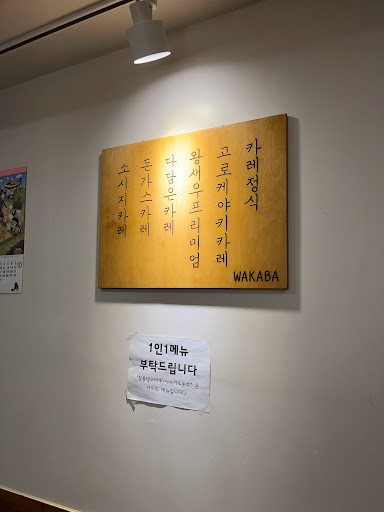 카레정식
고로케야키카레
왕새우프리미엄
다담은카레
돈가스카레
소시지카레
WAKABA
1인1메뉴
부탁드립니다
10